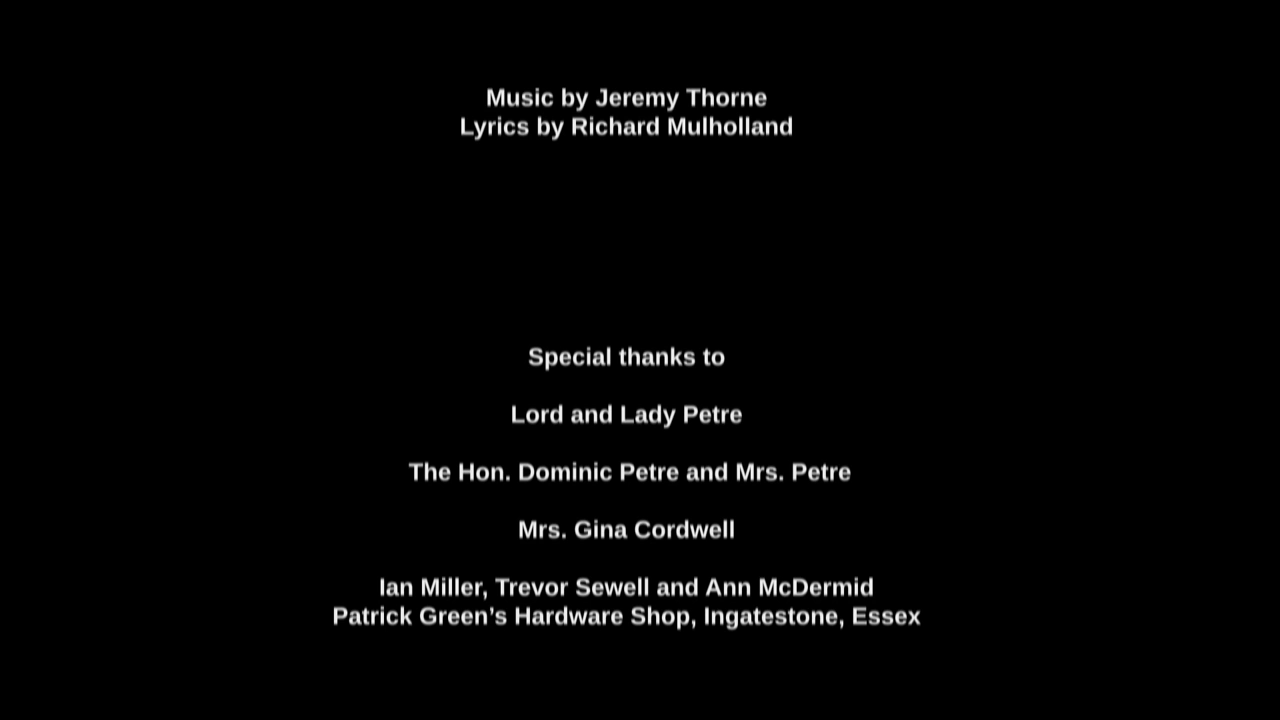 Music by Jeremy Thorne
Lyrics by Richard Mulholland
Special thanks to
Lord and Lady Petre
The Hon. Dominic Petre and Mrs. Petre
Mrs. Gina Cordwell
Ian Miller, Trevor Sewell and Ann McDermid
Patrick Green’s Hardware Shop, Ingatestone, Essex